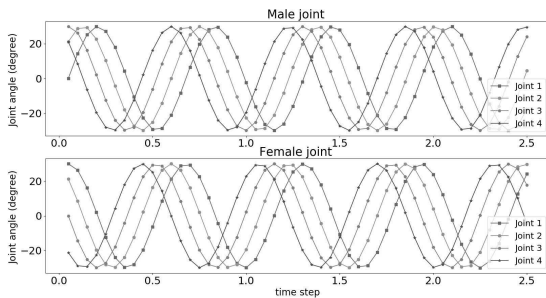 Male joint
Joint angle (degree)
20
0
−20
Joint 1
Joint 2
Joint 3
Joint 4
0.0 0.5 1.0 1.5 2.0 2.5
Female joint
Joint angle (degree)
20
0
−20
Joint 1
Joint 2
Joint 3
Joint 4
0.0 0.5 1.0 1.5 2.0 2.5
time step